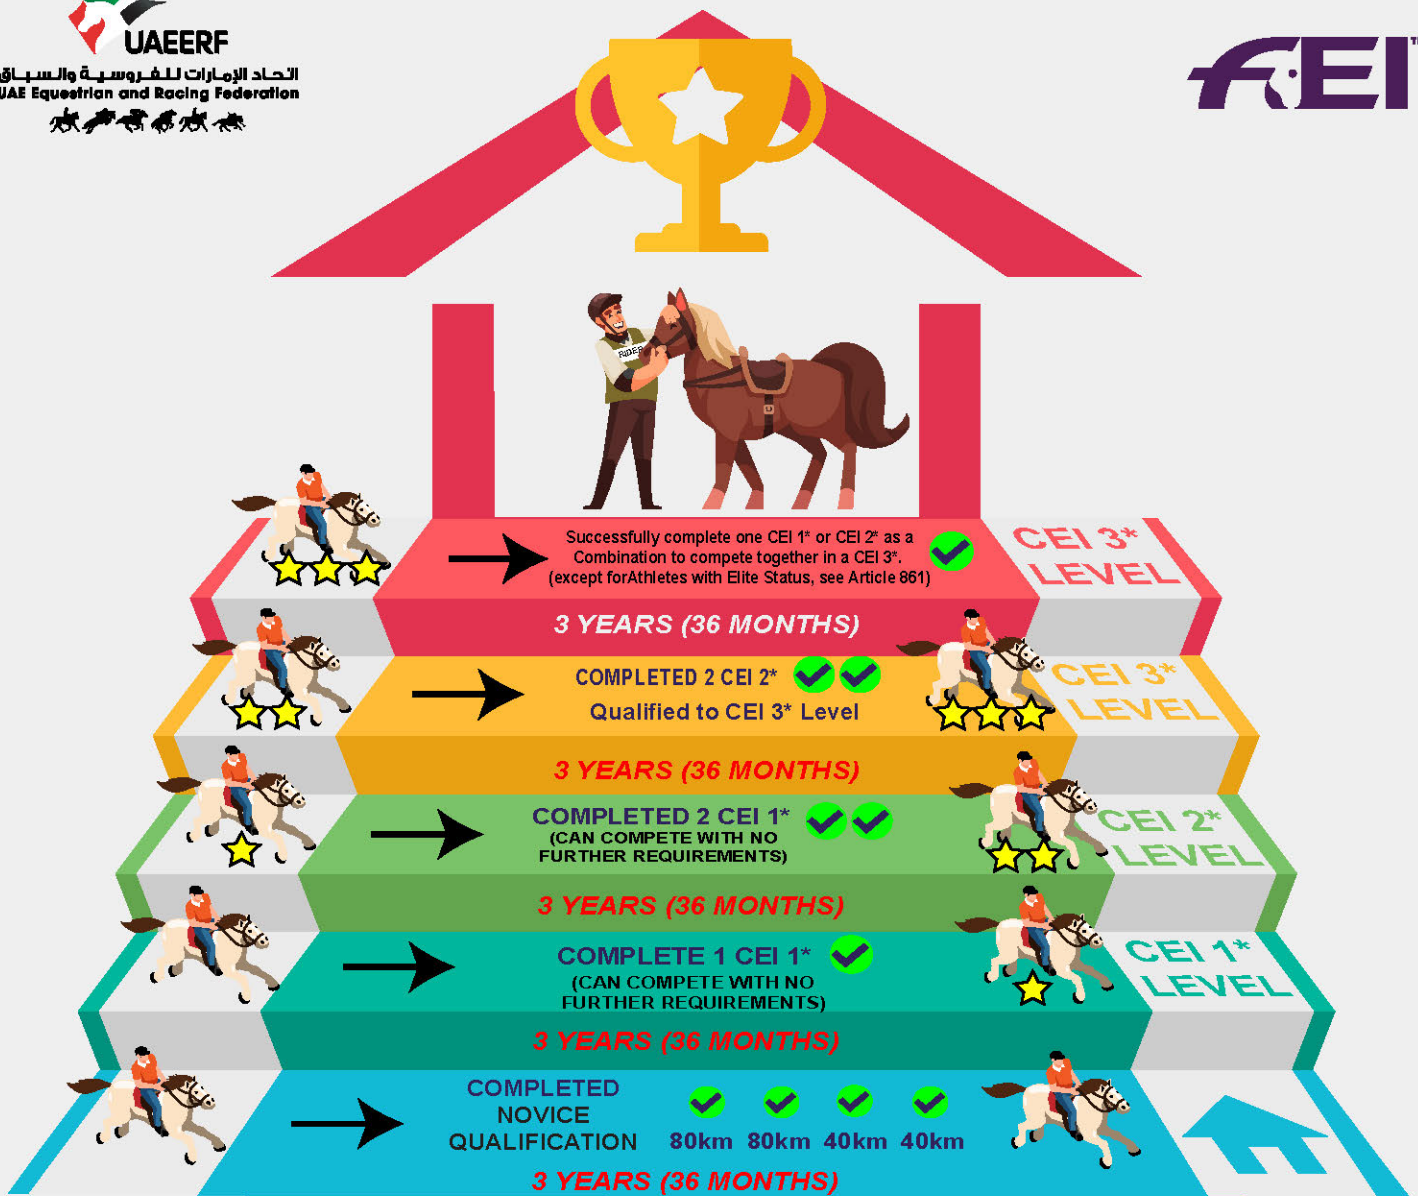 UAEERF
اتحاد الإمارات للفروسية والسباق
UAE Equestrian and Racing Federation
FEI
RIDER
Successfully complete one CEI 1* or CEI 2* as a
Combination to compete together in a CEI 3*.
(except forAthletes with Elite Status, see Article 861)
CEI 3*
LEVEL
3 YEARS (36 MONTHS)
COMPLETED 2 CEI 2*
Qualified to CEI 3* Level
CEI 3*
LEVEL
3 YEARS (36 MONTHS)
COMPLETED 2 CEI 1*
(CAN COMPETE WITH NO
FURTHER REQUIREMENTS)
CEI 2*
LEVEL
3 YEARS (36 MONTHS)
COMPLETE 1 CEI 1*
(CAN COMPETE WITH NO
FURTHER REQUIREMENTS)
CEI 1*
LEVEL
3 YEARS (36 MONTHS)
COMPLETED
NOVICE
QUALIFICATION
80km 80km 40km 40km
3 YEARS (36 MONTHS)